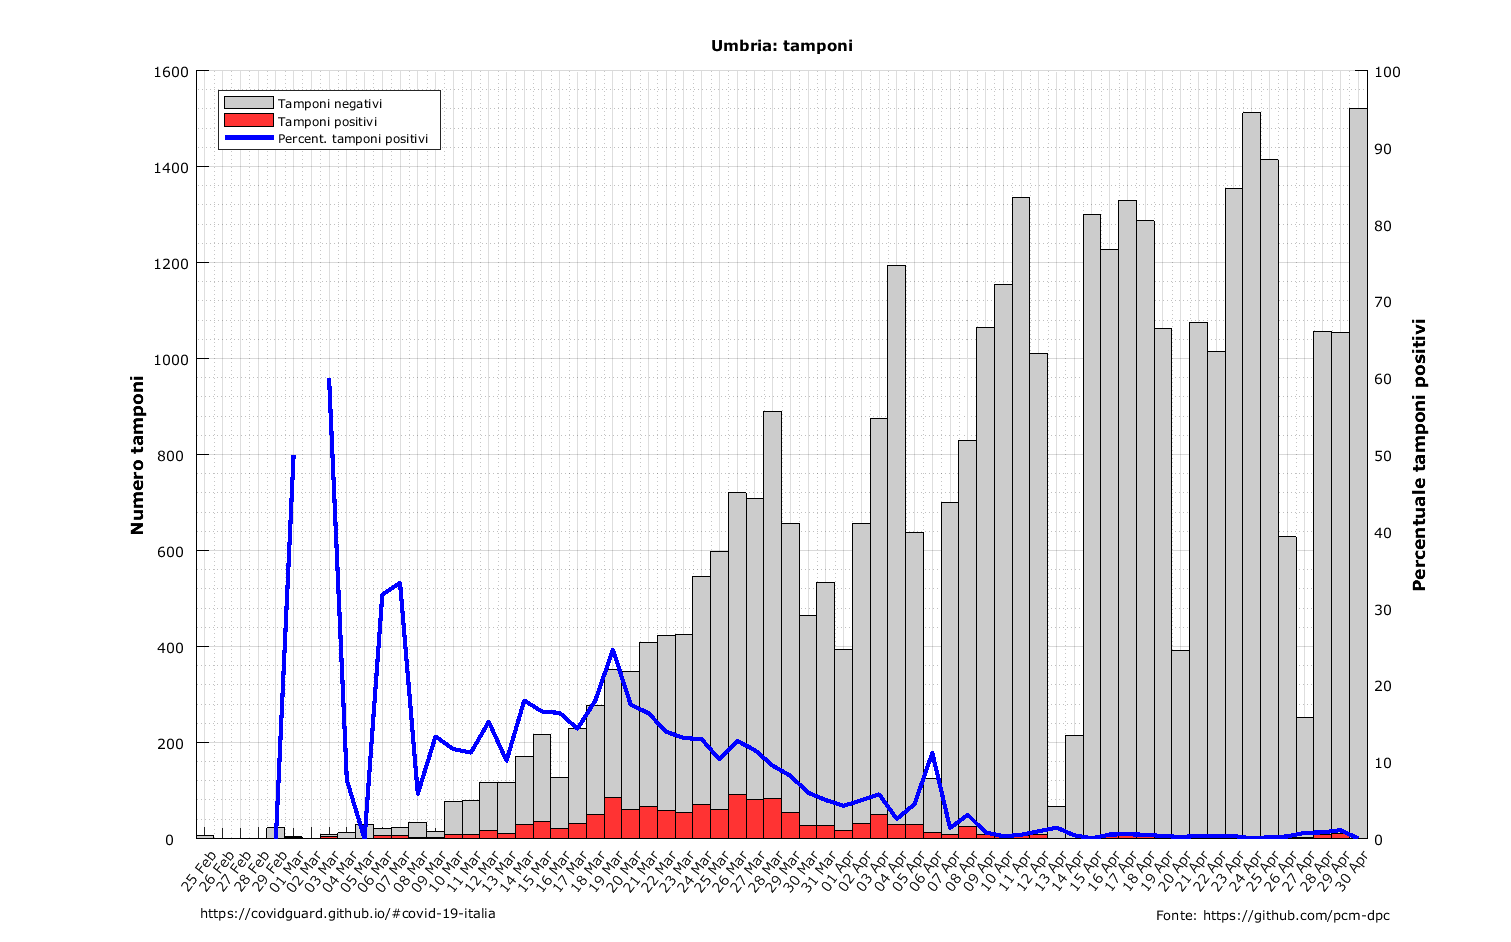 Umbria: tamponi
1600
1400
1200
1000
800
600
400
200
0
Numero tamponi
Tamponi negativi
Tamponi positivi
Percent. tamponi positivi
100
90
80
70
60
50
40
30
20
10
0
Percentuale tamponi positivi
25 Feb
26 Feb
27 Feb
28 Feb
29 Feb
01 Mar
02 Mar
03 Mar
04 Mar
05 Mar
06 Mar
07 Mar
08 Mar
09 Mar
10 Mar
11 Mar
12 Mar
13 Mar
14 Mar
15 Mar
16 Mar
17 Mar
18 Mar
19 Mar
20 Mar
21 Mar
22 Mar
23 Mar
24 Mar
25 Mar
26 Mar
27 Mar
28 Mar
29 Mar
30 Mar
31 Mar
01 Apr
02 Apr
03 Apr
04 Apr
05 Apr
06 Apr
07 Apr
08 Apr
09 Apr
10 Apr
11 Apr
12 Apr
13 Apr
14 Apr
15 Apr
16 Apr
17 Apr
18 Apr
19 Apr
20 Apr
21 Apr
22 Apr
23 Apr
24 Apr
25 Apr
26 Apr
27 Apr
28 Apr
29 Apr
30 Apr
https://covidguard.github.io/#covid-19-italia
Fonte: https://github.com/pcm-dpc